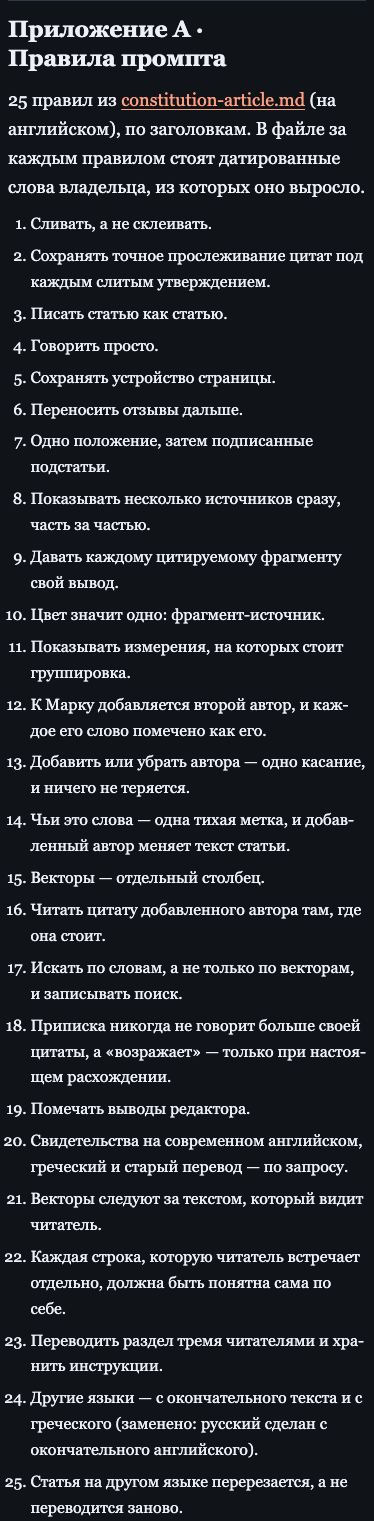 Приложение А ·
Правила промпта
25 правил из constitution-article.md (на
английском), по заголовкам. В файле за
каждым правилом стоят датированные
слова владельца, из которых оно выросло.
1. Сливать, а не склеивать.
2. Сохранять точное прослеживание цитат под
каждым слитым утверждением.
3. Писать статью как статью.
4. Говорить просто.
5. Сохранять устройство страницы.
6. Переносить отзывы дальше.
7. Одно положение, затем подписанные
подстатьи.
8. Показывать несколько источников сразу,
часть за частью.
9. Давать каждому цитируемому фрагменту
свой вывод.
10. Цвет значит одно: фрагмент-источник.
11. Показывать измерения, на которых стоит
группировка.
12. К Марку добавляется второй автор, и каж-
дое его слово помечено как его.
13. Добавить или убрать автора — одно касание,
и ничего не теряется.
14. Чьи это слова — одна тихая метка, и добав-
ленный автор меняет текст статьи.
15. Векторы — отдельный столбец.
16. Читать цитату добавленного автора там, где
она стоит.
17. Искать по словам, а не только по векторам,
и записывать поиск.
18. Приписка никогда не говорит больше своей
цитаты, а «возражает» — только при настоя-
щем расхождении.
19. Помечать выводы редактора.
20. Свидетельства на современном английском,
греческий и старый перевод — по запросу.
21. Векторы следуют за текстом, который видит
читатель.
22. Каждая строка, которую читатель встречает
отдельно, должна быть понятна сама по
себе.
23. Переводить раздел тремя читателями и хра-
нить инструкции.
24. Другие языки — с окончательного текста и с
греческого (заменено: русский сделан с
окончательного английского).
25. Статья на другом языке перерезается, а не
переводится заново.